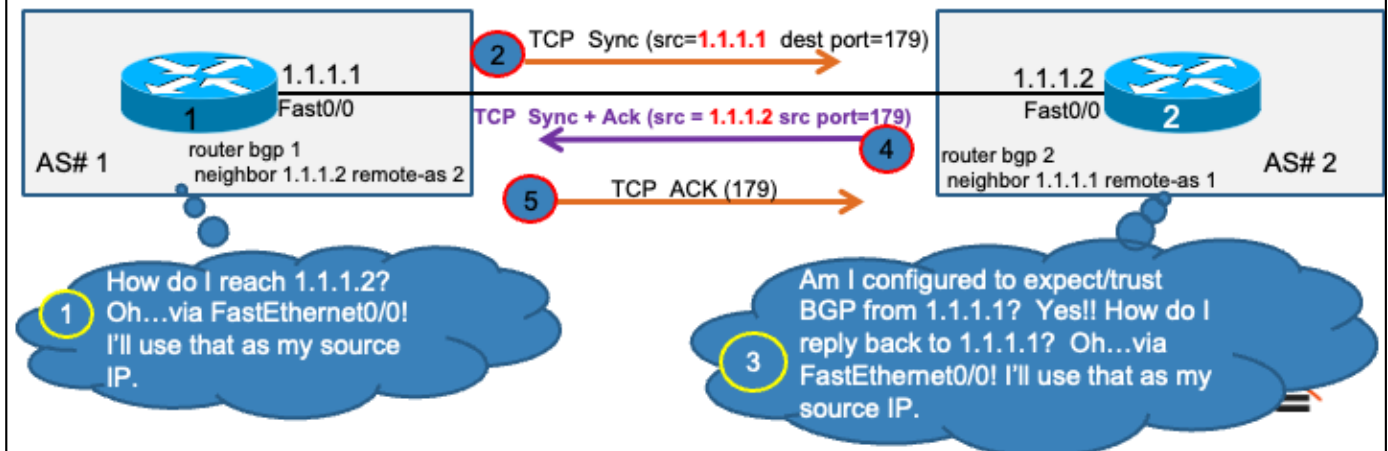 2
TCP Sync (src=1.1.1.1 dest port=179)
1.1.1.1
Fast0/0
1
1.1.1.2
Fast0/0
2
TCP Sync + Ack (src = 1.1.1.2 src port=179)
4
AS# 1
router bgp 1
neighbor 1.1.1.2 remote-as 2
router bgp 2
neighbor 1.1.1.1 remote-as 1
AS# 2
5
TCP ACK (179)
1
How do I reach 1.1.1.2?
Oh…via FastEthernet0/0!
I'll use that as my source
IP.
3
Am I configured to expect/trust
BGP from 1.1.1.1? Yes!! How do I
reply back to 1.1.1.1? Oh…via
FastEthernet0/0! I'll use that as my
source IP.